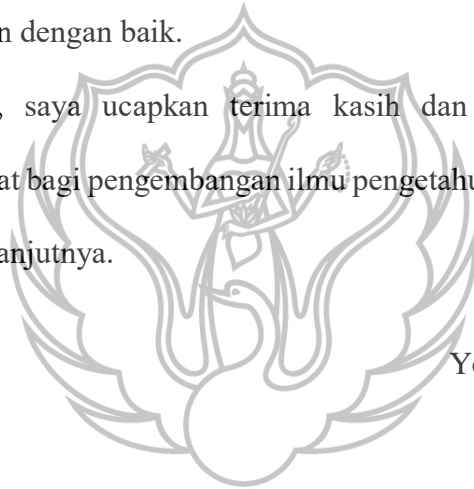 n dengan baik.
, saya ucapkan terima kasih dan
at bagi pengembangan ilmu pengetahu
anjutnya.
Y